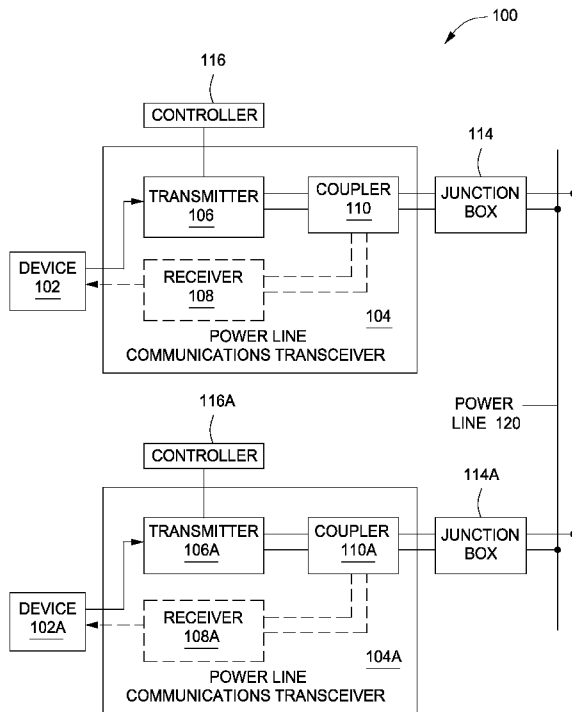 100
116
CONTROLLER
114
TRANSMITTER
106
COUPLER
110
JUNCTION
BOX
DEVICE
102
RECEIVER
108
104
POWER LINE
COMMUNICATIONS TRANSCEIVER
116A
CONTROLLER
POWER
LINE 120
114A
TRANSMITTER
106A
COUPLER
110A
JUNCTION
BOX
DEVICE
102A
RECEIVER
108A
104A
POWER LINE
COMMUNICATIONS TRANSCEIVER